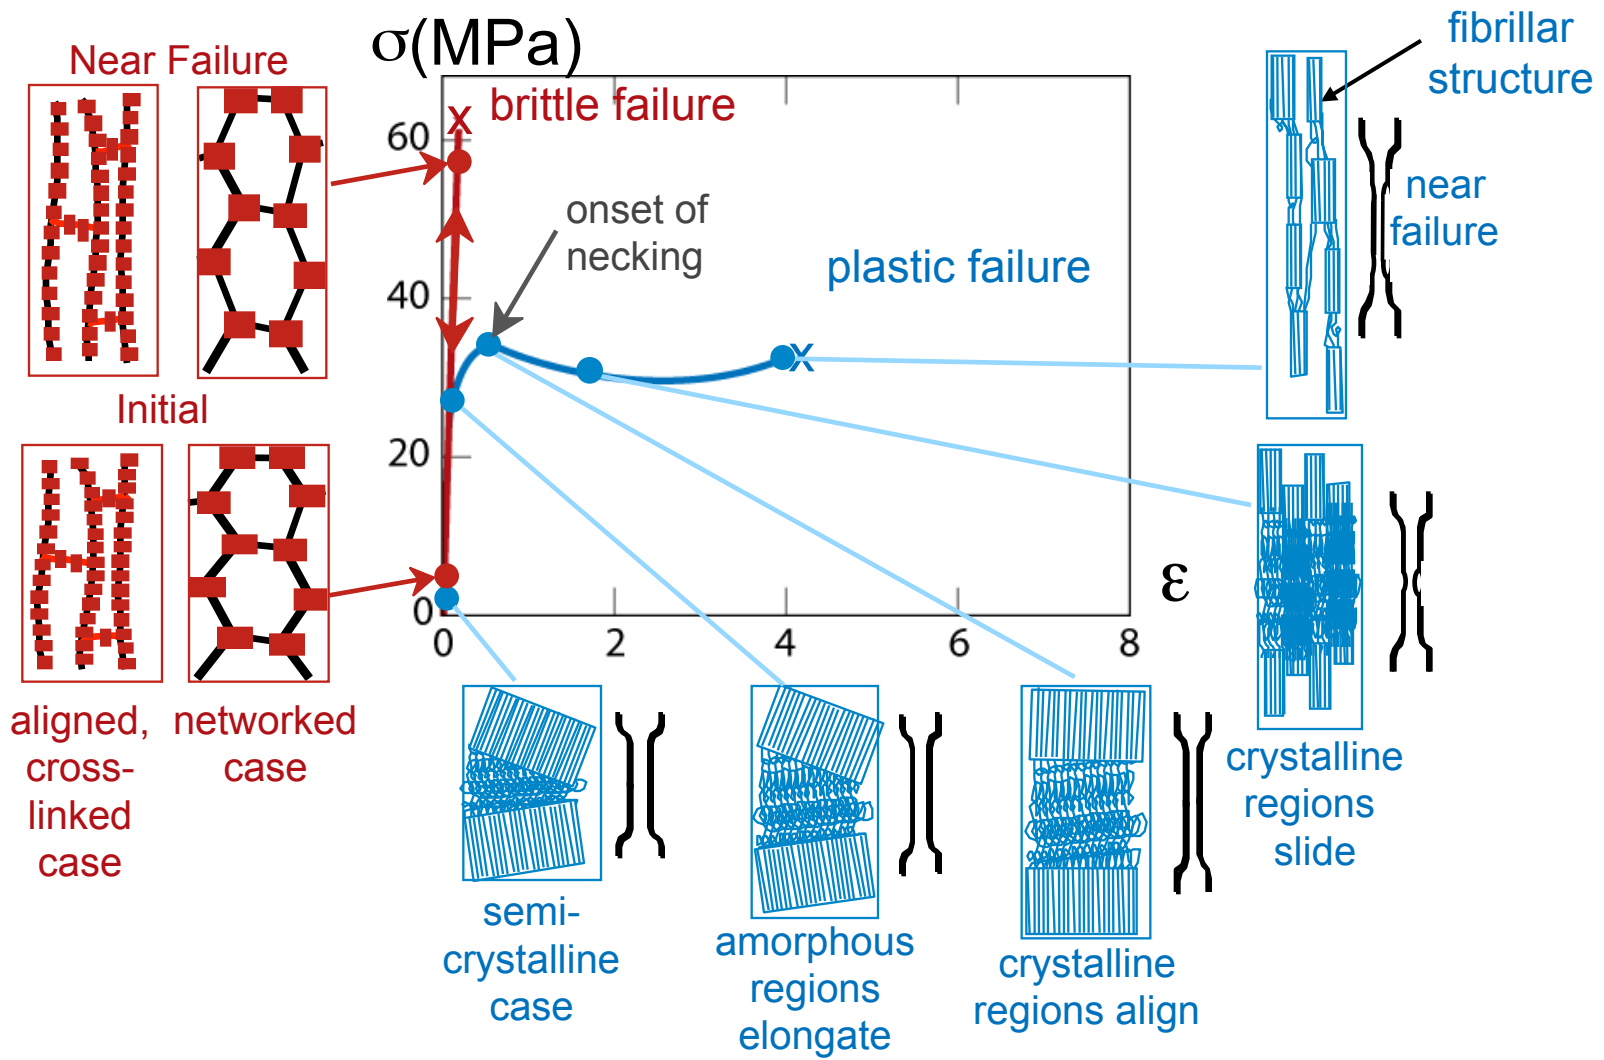 σ(MPa)
Near Failure
brittle failure
x
60
onset of
necking
plastic failure
40
x
20
0
0
2
4
6
8
ε
fibrillar
structure
near
failure
Initial
aligned,
cross-
linked
case
networked
case
semi-
crystalline
case
amorphous
regions
elongate
crystalline
regions align
crystalline
regions
slide